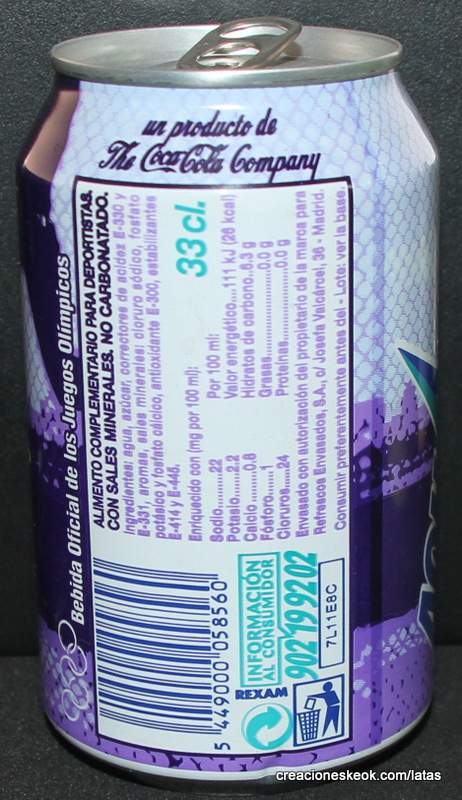 un producto de
The Coca-Cola Company
Bebida Oficial de los Juegos Olímpicos
ALIMENTO COMPLEMENTARIO PARA DEPORTISTAS.
CON SALES MINERALES. NO CARBONATADO.
Ingredientes: agua, azúcar, correctores de acidez E-330 y
E-331, aromas, sales minerales: cloruro sódico, fosfato
potásico y fosfato cálcico, antioxidante E-300, estabilizantes
E-414 y E-445.
33 cl.
Enriquecido con (mg por 100 ml):
Sodio.......22
Potasio....2.2
Calcio......0.8
Fósforo....1
Cloruros...24
Por 100 ml:
Valor energético....111 kJ (26 kcal)
Hidratos de carbono..6.3 g
Grasas....................0.0 g
Proteínas.................0.0 g
Envasado con autorización del propietario de la marca para
Refrescos Envasados, S.A., c/ Josefa Valcárcel, 36 - Madrid.
Consumir preferentemente antes del - Lote: ver la base.
5 449000 058560
INFORMACIÓN
AL CONSUMIDOR
902 19 92 02
7L11E8C
REXAM
creacioneskeok.com/latas